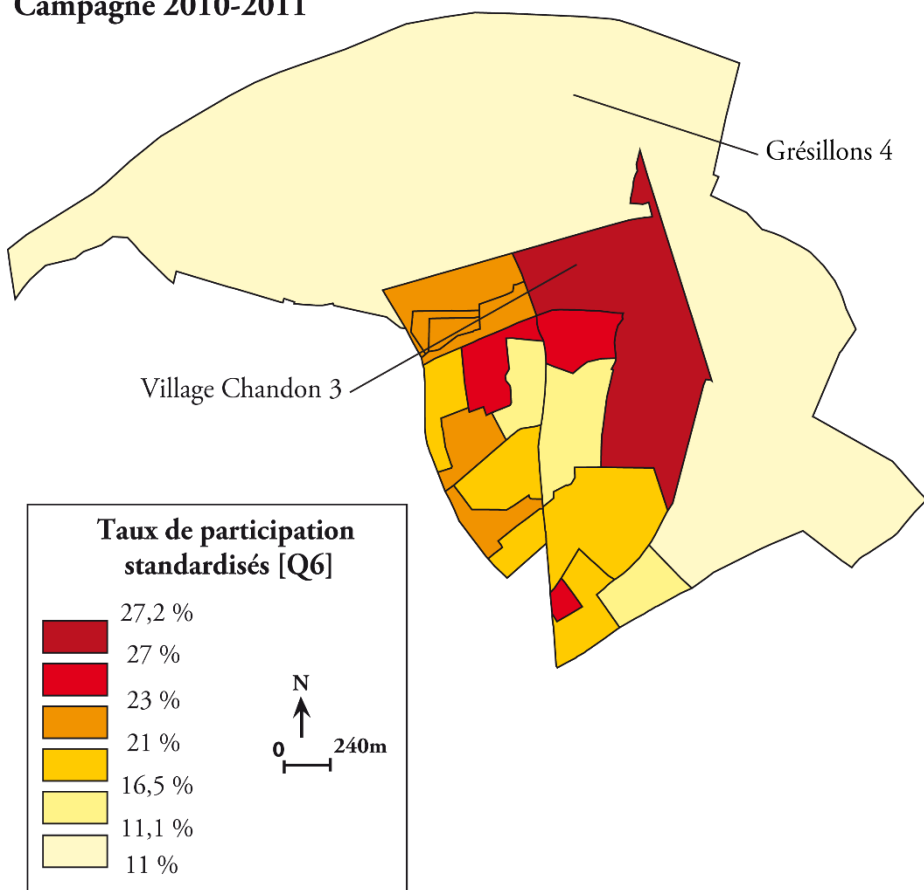 Campagne 2010-2011
Grésillons 4
Village Chandon 3
Taux de participation
standardisés [Q6]
27,2 %
27 %
23 %
21 %
16,5 %
11,1 %
11 %
N
0 240m